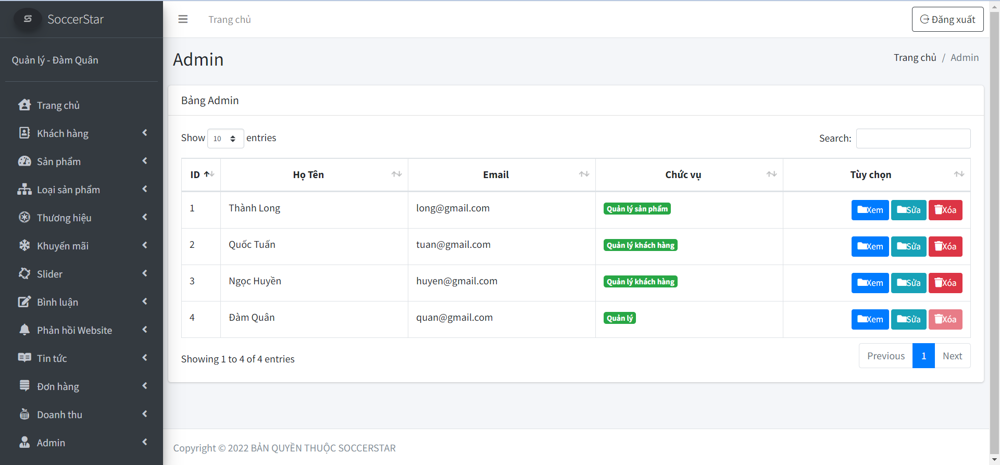 SoccerStar
Trang chủ
Đăng xuất
Quản lý - Đàm Quân
Trang chủ
Khách hàng
Sản phẩm
Loại sản phẩm
Thương hiệu
Khuyến mãi
Slider
Bình luận
Phản hồi Website
Tin tức
Đơn hàng
Doanh thu
Admin
Admin
Trang chủ / Admin
Bảng Admin
Show 10 entries
Search:
ID Họ Tên Email Chức vụ Tùy chọn
1 Thành Long long@gmail.com Quản lý sản phẩm Xem Sửa Xóa
2 Quốc Tuấn tuan@gmail.com Quản lý khách hàng Xem Sửa Xóa
3 Ngọc Huyền huyen@gmail.com Quản lý khách hàng Xem Sửa Xóa
4 Đàm Quân quan@gmail.com Quản lý Xem Sửa Xóa
Showing 1 to 4 of 4 entries
Previous 1 Next
Copyright © 2022 BẢN QUYỀN THUỘC SOCCERSTAR